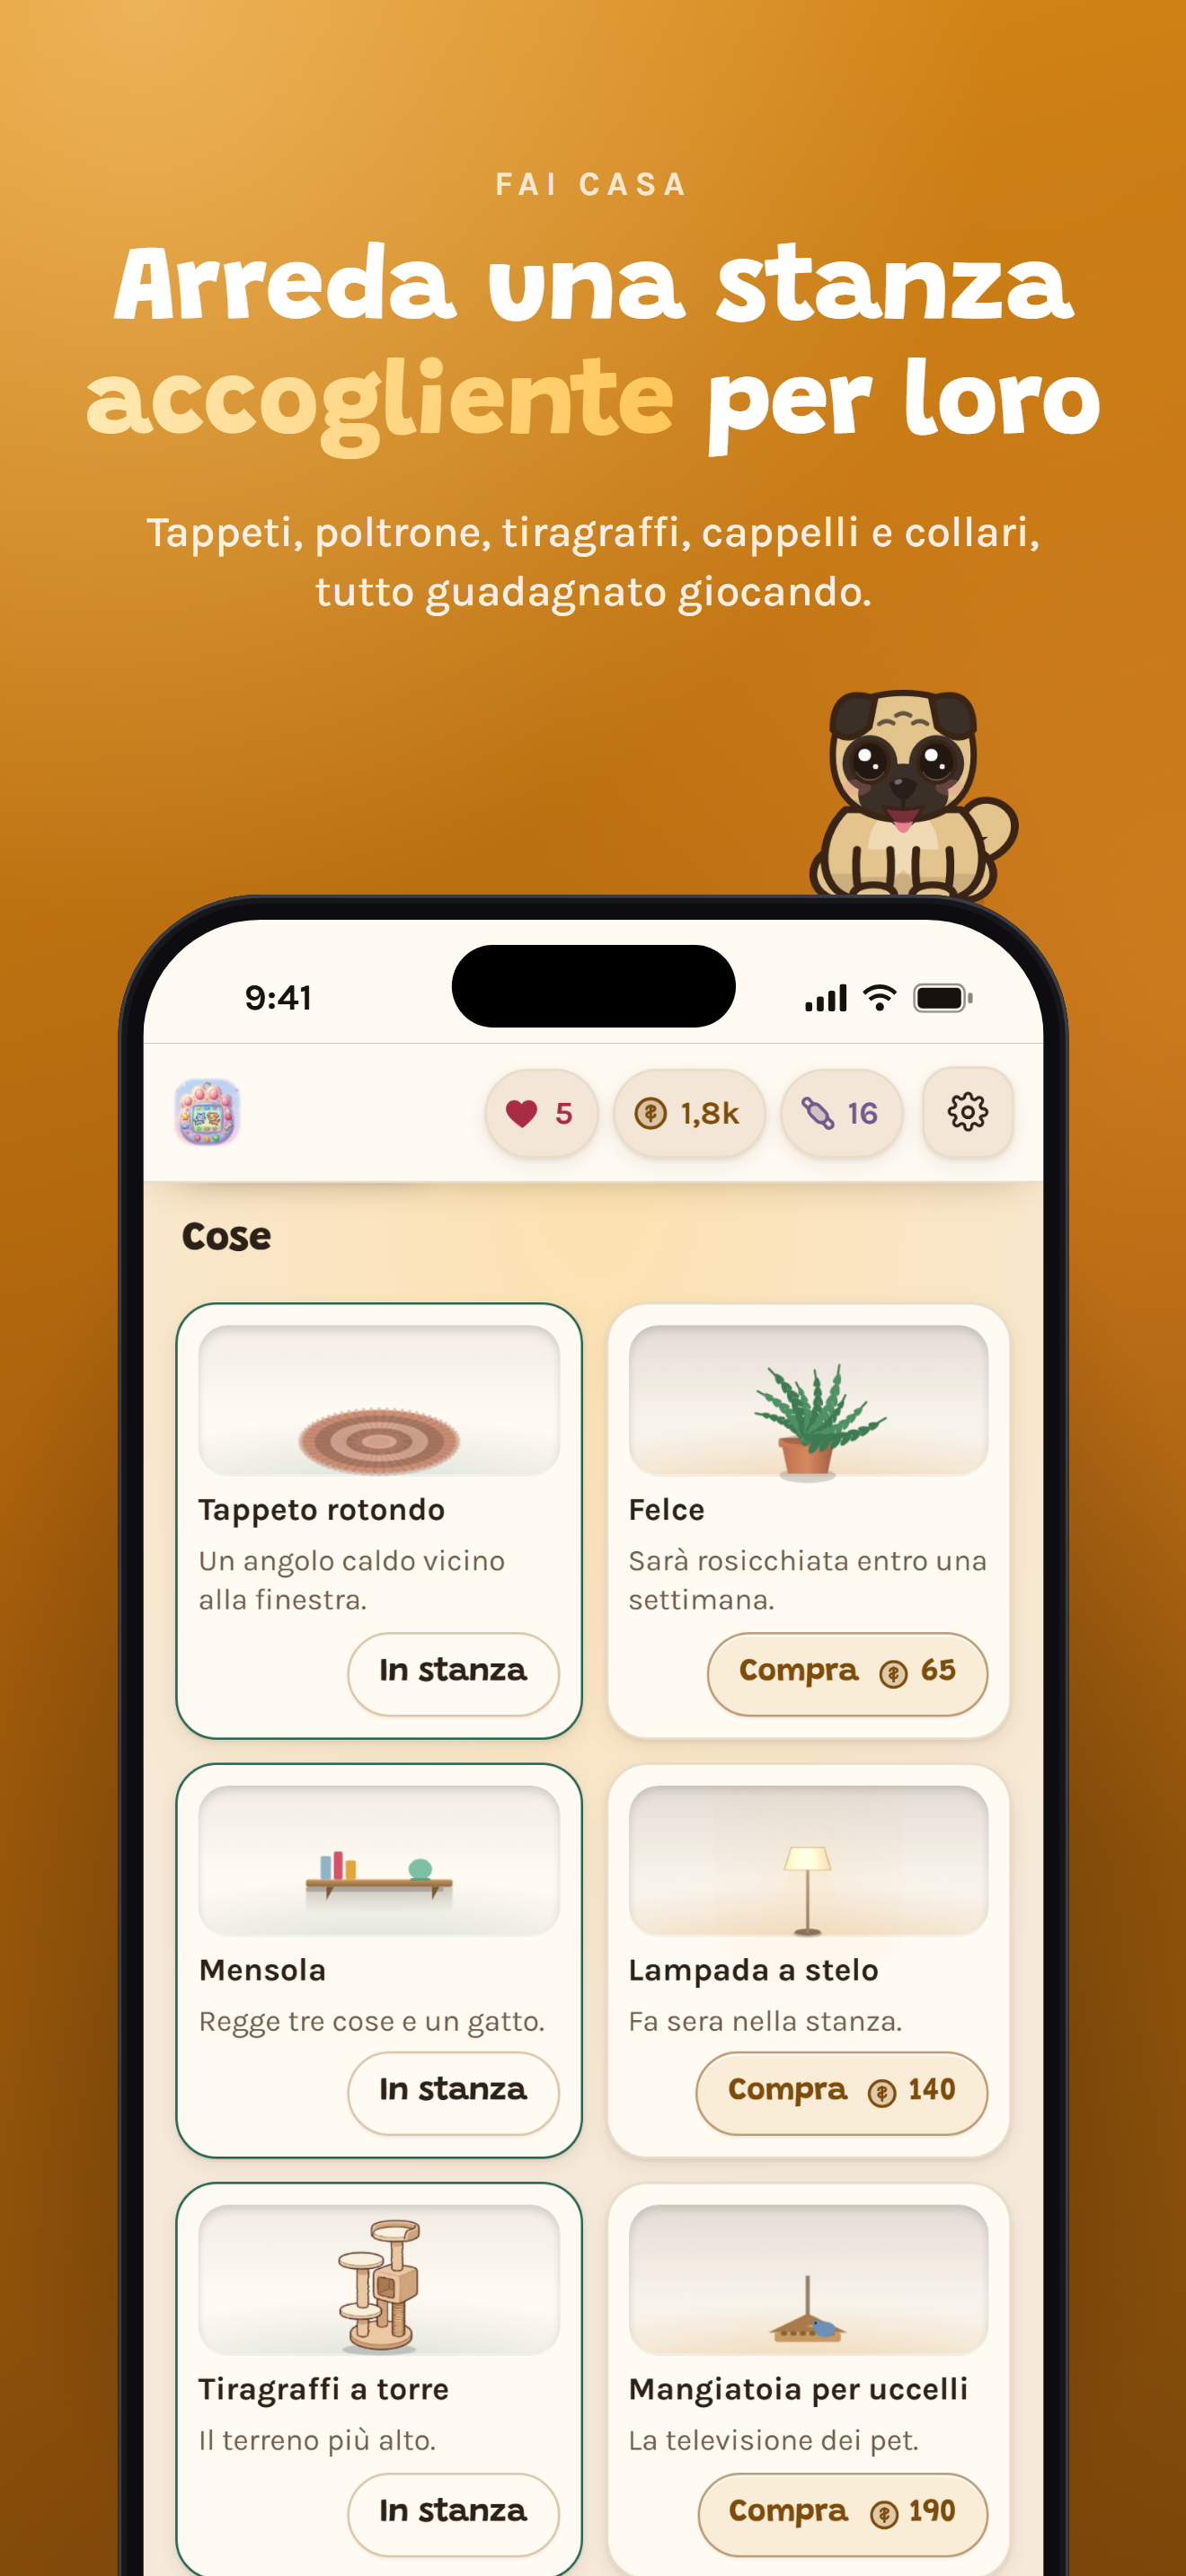 FAI CASA
Arreda una stanza
accogliente per loro
Tappeti, poltrone, tiragraffi, cappelli e collari,
tutto guadagnato giocando.
9:41
5
1,8k
16
Cose
Tappeto rotondo
Un angolo caldo vicino
alla finestra.
In stanza
Felce
Sarà rosicchiata entro una
settimana.
Compra 65
Mensola
Regge tre cose e un gatto.
In stanza
Lampada a stelo
Fa sera nella stanza.
Compra 140
Tiragraffi a torre
Il terreno più alto.
In stanza
Mangiatoia per uccelli
La televisione dei pet.
Compra 190